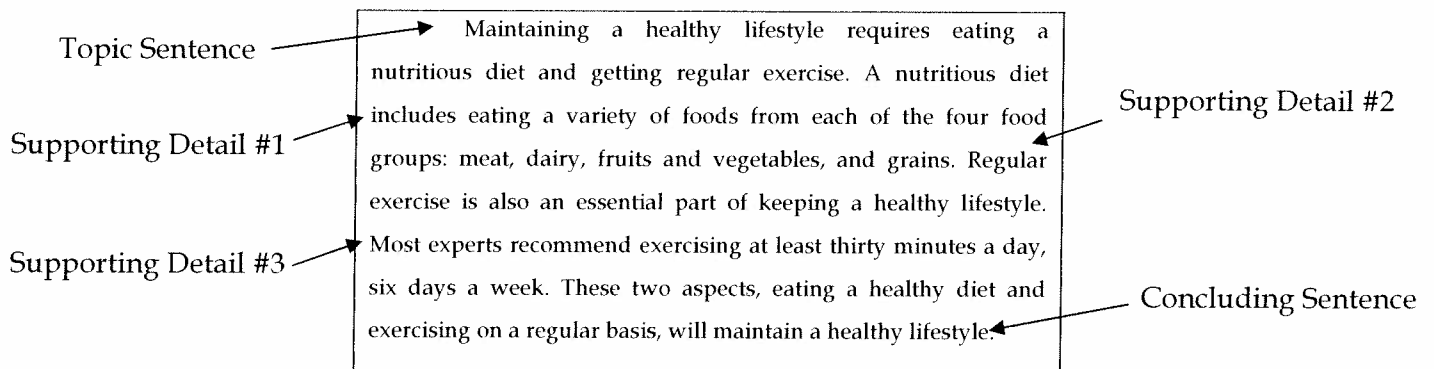 Topic Sentence
Supporting Detail #1
Supporting Detail #3
Maintaining a healthy lifestyle requires eating a
nutritious diet and getting regular exercise. A nutritious diet
includes eating a variety of foods from each of the four food
groups: meat, dairy, fruits and vegetables, and grains. Regular
exercise is also an essential part of keeping a healthy lifestyle.
Most experts recommend exercising at least thirty minutes a day,
six days a week. These two aspects, eating a healthy diet and
exercising on a regular basis, will maintain a healthy lifestyle.
Supporting Detail #2
Concluding Sentence